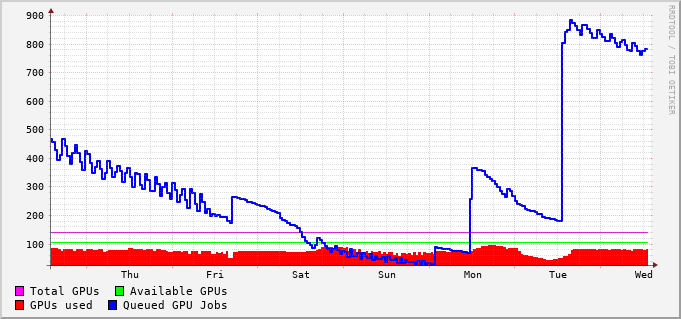 900
800
700
600
500
400
300
200
100
Thu Fri Sat Sun Mon Tue Wed
Total GPUs Available GPUs
GPUs used Queued GPU Jobs
RRDTOOL / TOBI OETIKER